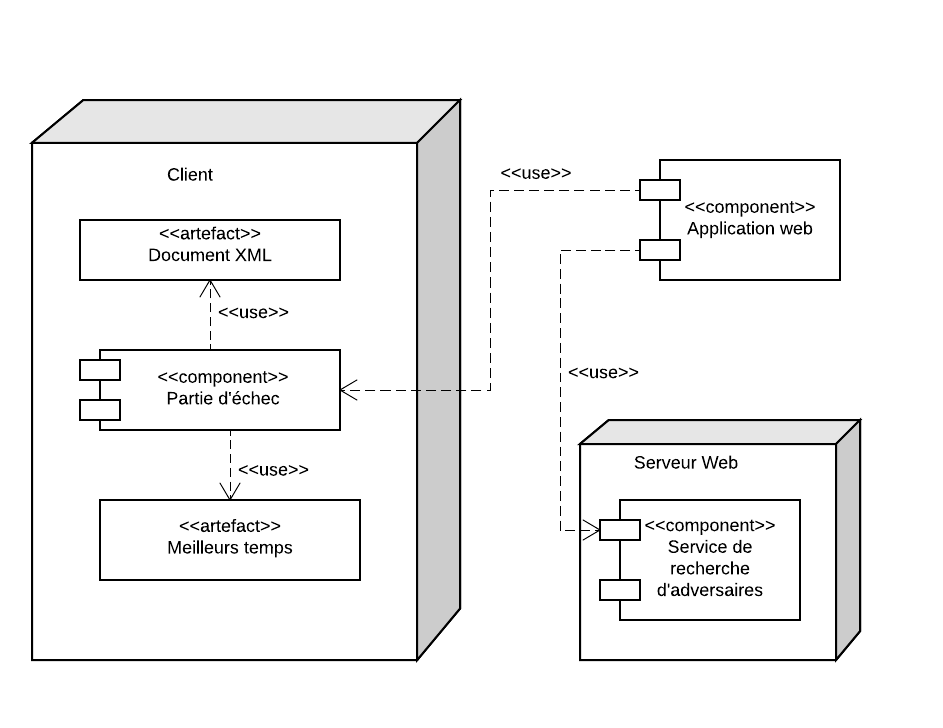 Client
<<artefact>>
Document XML
<<use>>
<<component>>
Partie d'échec
<<use>>
<<artefact>>
Meilleurs temps
<<use>>
<<component>>
Application web
<<use>>
Serveur Web
<<component>>
Service de
recherche
d'adversaires